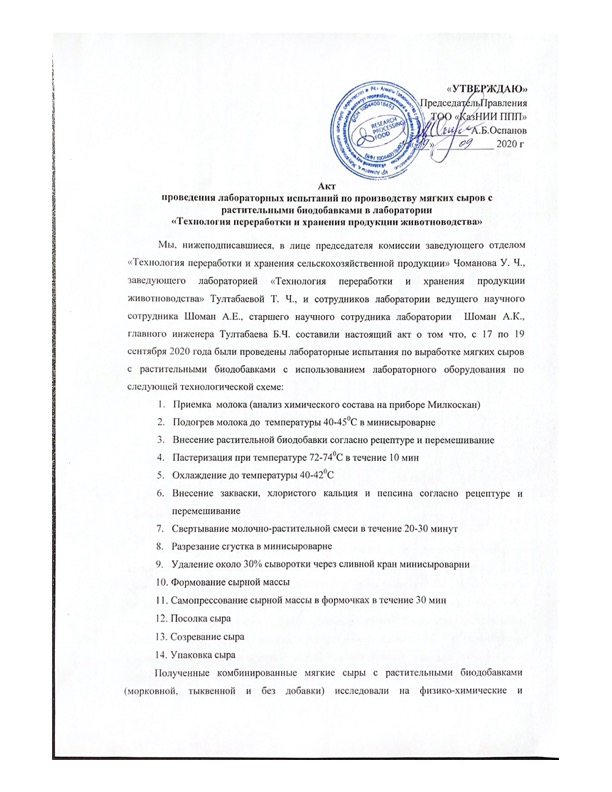 «УТВЕРЖДАЮ»
ПредседательПравления
ТОО «КазНИИ ППП»
А.Б.Оспанов
«19» 09 2020 г
RESEARCH
PROCESSING
FOOD
Акт
проведения лабораторных испытаний по производству мягких сыров с
растительными биодобавками в лаборатории
«Технология переработки и хранения продукции животноводства»
Мы, нижеподписавшиеся, в лице председателя комиссии заведующего отделом
«Технология переработки и хранения сельскохозяйственной продукции» Чоманова У. Ч.,
заведующего лабораторией «Технология переработки и хранения продукции
животноводства» Тултабаевой Т. Ч., и сотрудников лаборатории ведущего научного
сотрудника Шоман А.Е., старшего научного сотрудника лаборатории Шоман А.К.,
главного инженера Тултабаева Б.Ч. составили настоящий акт о том что, с 17 по 19
сентября 2020 года были проведены лабораторные испытания по выработке мягких сыров
с растительными биодобавками с использованием лабораторного оборудования по
следующей технологической схеме:
1. Приемка молока (анализ химического состава на приборе Милкоскан)
2. Подогрев молока до температуры 40-45⁰С в минисыроварне
3. Внесение растительной биодобавки согласно рецептуре и перемешивание
4. Пастеризация при температуре 72-74⁰С в течение 10 мин
5. Охлаждение до температуры 40-42⁰С
6. Внесение закваски, хлористого кальция и пепсина согласно рецептуре и
перемешивание
7. Свертывание молочно-растительной смеси в течение 20-30 минут
8. Разрезание сгустка в минисыроварне
9. Удаление около 30% сыворотки через сливной кран минисыроварни
10. Формование сырной массы
11. Самопрессование сырной массы в формочках в течение 30 мин
12. Посолка сыра
13. Созревание сыра
14. Упаковка сыра
Полученные комбинированные мягкие сыры с растительными биодобавками
(морковной, тыквенной и без добавки) исследовали на физико-химические и